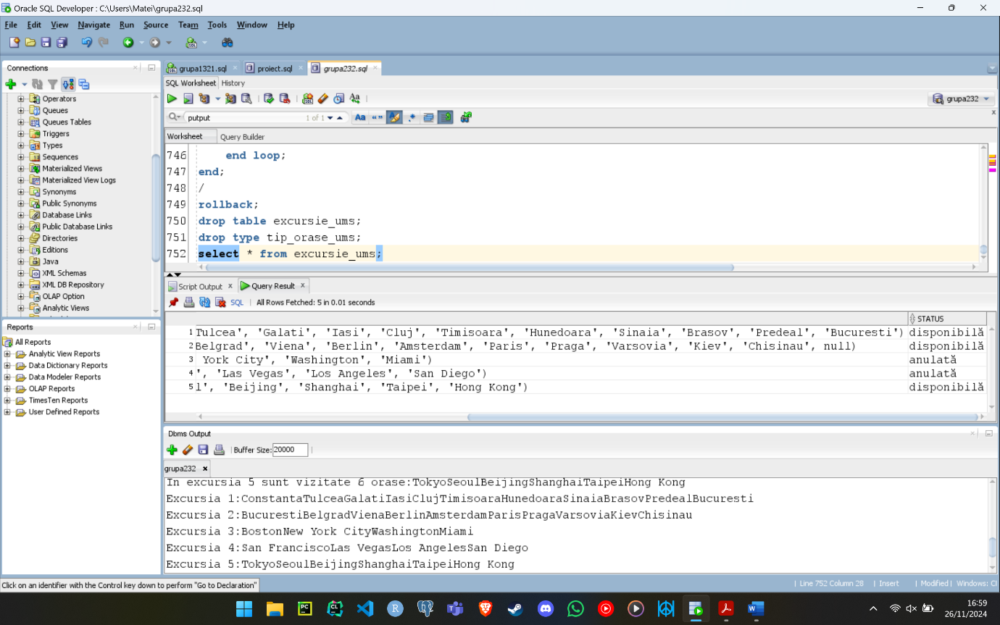 Oracle SQL Developer : C:\Users\Matei\grupa232.sql
File Edit View Navigate Run Source Team Tools Window Help
Connections
Operators
Queues
Queues Tables
Triggers
Types
Sequences
Materialized Views
Materialized View Logs
Synonyms
Public Synonyms
Database Links
Public Database Links
Directories
Editions
Java
XML Schemas
XML DB Repository
OLAP Option
Analytic Views
Reports
All Reports
Analytic View Reports
Data Dictionary Reports
Data Modeler Reports
OLAP Reports
TimesTen Reports
User Defined Reports
grupa1321.sql proiect.sql grupa232.sql
SQL Worksheet History
grupa232
putput 1 of 1
Worksheet Query Builder
746 end loop;
747 end;
748 /
749 rollback;
750 drop table excursie_ums;
751 drop type tip_orase_ums;
752 select * from excursie_ums;
Script Output x Query Result x
SQL | All Rows Fetched: 5 in 0.01 seconds
STATUS
1 Tulcea', 'Galati', 'Iasi', 'Cluj', 'Timisoara', 'Hunedoara', 'Sinaia', 'Brasov', 'Predeal', 'Bucuresti') disponibilă
2 Belgrad', 'Viena', 'Berlin', 'Amsterdam', 'Paris', 'Praga', 'Varsovia', 'Kiev', 'Chisinau', null) disponibilă
3 York City', 'Washington', 'Miami') anulată
4 ', 'Las Vegas', 'Los Angeles', 'San Diego') anulată
5 l', 'Beijing', 'Shanghai', 'Taipei', 'Hong Kong') disponibilă
Dbms Output
Buffer Size: 20000
grupa232 x
In excursia 5 sunt vizitate 6 orase:TokyoSeoulBeijingShanghaiTaipeiHong Kong
Excursia 1:ConstantaTulceaGalatiIasiClujTimisoaraHunedoaraSinaiaBrasovPredealBucuresti
Excursia 2:BucurestiBelgradVienaBerlinAmsterdamParisPragaVarsoviaKievChisinau
Excursia 3:BostonNew York CityWashingtonMiami
Excursia 4:San FranciscoLas VegasLos AngelesSan Diego
Excursia 5:TokyoSeoulBeijingShanghaiTaipeiHong Kong
Click on an identifier with the Control key down to perform "Go to Declaration"
| Line 752 Column 28 | Insert | Modified | Windows: Cl
16:59
26/11/2024